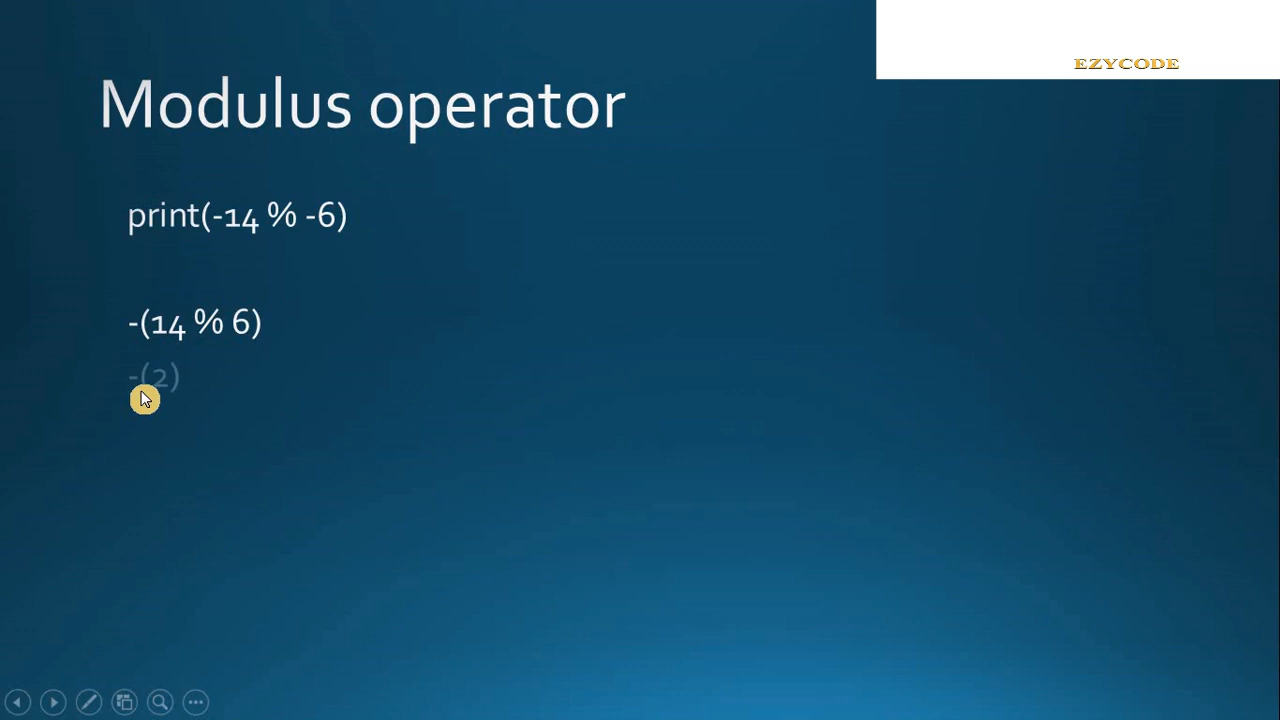 EZYCODE
Modulus operator
print(-14 % -6)
-(14 % 6)
-(2)